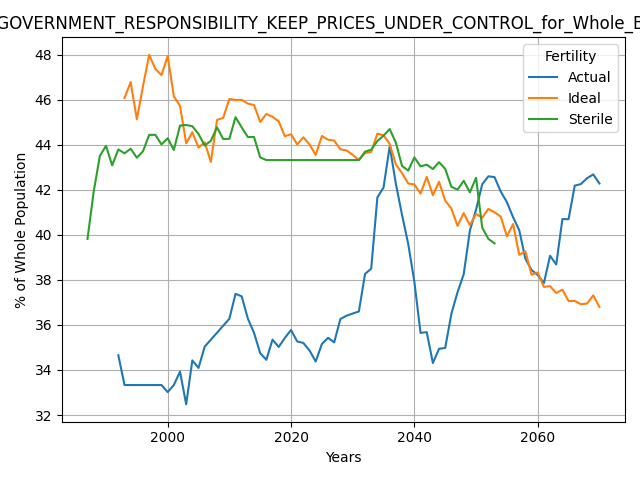 GOVERNMENT_RESPONSIBILITY_KEEP_PRICES_UNDER_CONTROL_for_Whole_
Fertility
Actual
Ideal
Sterile
% of Whole Population
48
46
44
42
40
38
36
34
32
2000
2020
2040
2060
Years